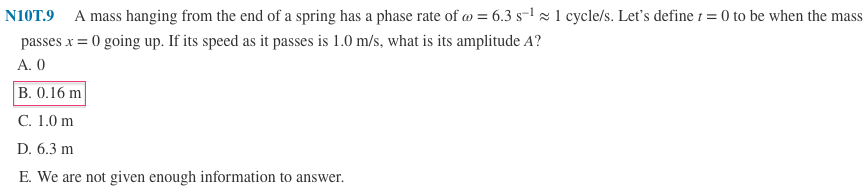 N10T.9 A mass hanging from the end of a spring has a phase rate of ω = 6.3 s⁻¹ ≈ 1 cycle/s. Let's define t = 0 to be when the mass
passes x = 0 going up. If its speed as it passes is 1.0 m/s, what is its amplitude A?
A. 0
B. 0.16 m
C. 1.0 m
D. 6.3 m
E. We are not given enough information to answer.